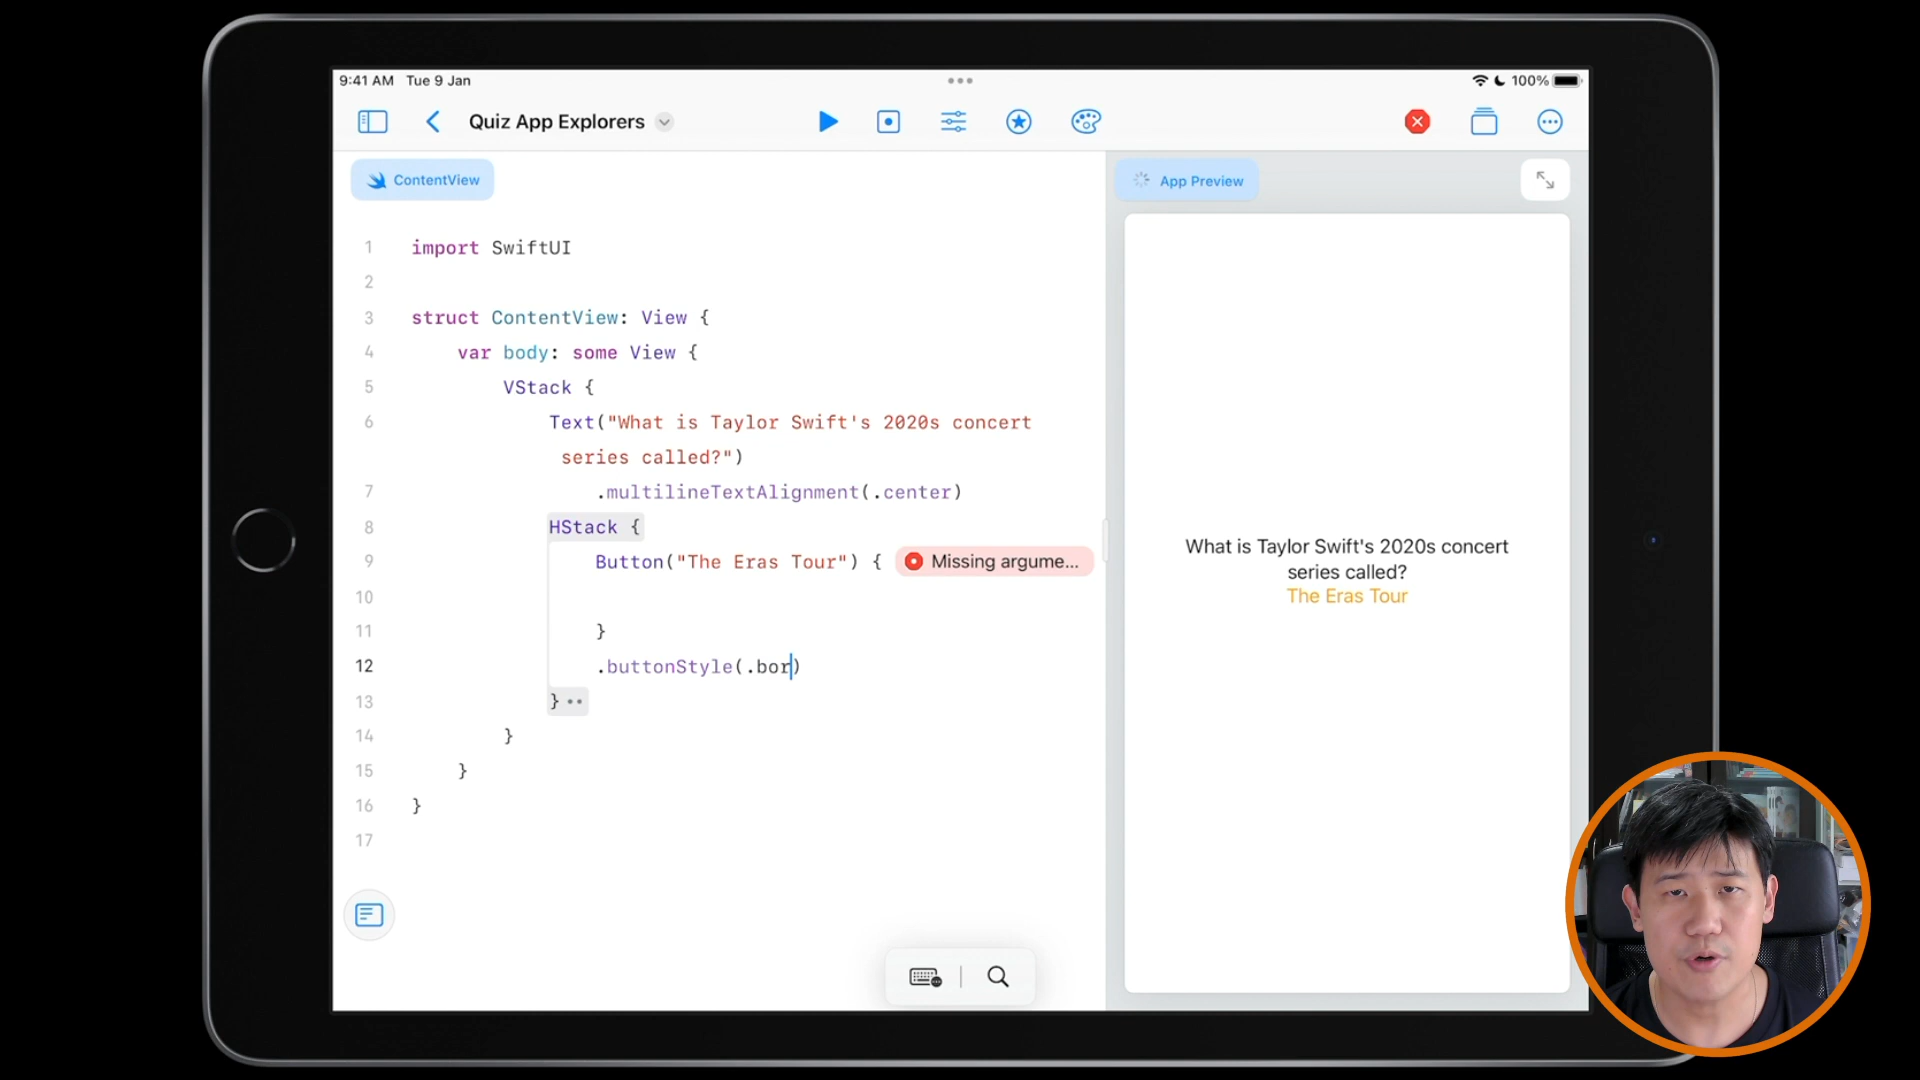 9:41 AM Tue 9 Jan
100%
Quiz App Explorers
ContentView
App Preview
1 import SwiftUI
2
3 struct ContentView: View {
4 var body: some View {
5 VStack {
6 Text("What is Taylor Swift's 2020s concert
series called?")
7 .multilineTextAlignment(.center)
8 HStack {
9 Button("The Eras Tour") { Missing argume...
10
11 }
12 .buttonStyle(.bor)
13 }
14 }
15 }
16 }
17
What is Taylor Swift's 2020s concert
series called?
The Eras Tour